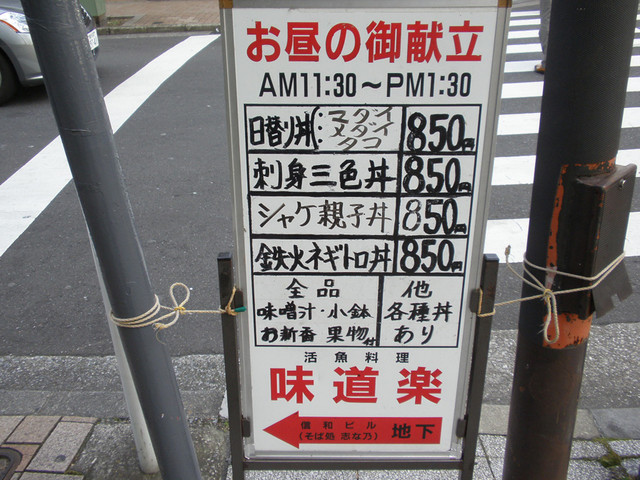 お昼の御献立
AM11:30～PM1:30
日替り丼(:マダイ メダイ タコ 850円
刺身三色丼 850円
シャケ親子丼 850円
鉄火ネギトロ丼 850円
全品 他
味噌汁・小鉢 各種丼
お新香 果物付 あり
活魚料理
味道楽
信和ビル
(そば処 志な乃) 地下